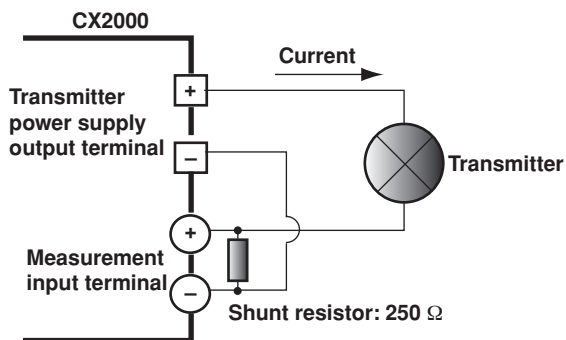 CX2000
Current
+
Transmitter
power supply
output terminal
−
Transmitter
+
Measurement
input terminal
−
Shunt resistor: 250 Ω